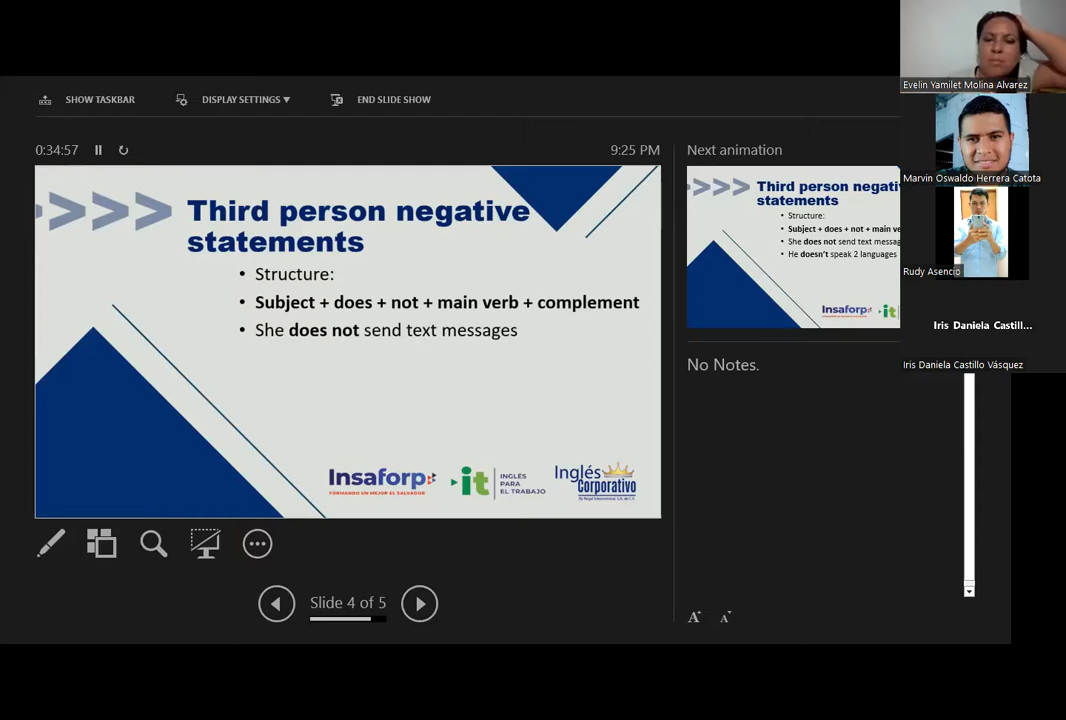 SHOW TASKBAR
DISPLAY SETTINGS ▼
END SLIDE SHOW
0:34:57
9:25 PM
Third person negative
statements
• Structure:
• Subject + does + not + main verb + complement
• She does not send text messages
Insaforp
FORMANDO UN MEJOR EL SALVADOR
it
INGLÉS
PARA
EL TRABAJO
Inglés
Corporativo
Slide 4 of 5
Next animation
Third person negati
statements
• Structure:
• Subject + does + not + main ve
• She does not send text messag
• He doesn't speak 2 languages
Insaforp
it
No Notes.
A A
Evelin Yamilet Molina Alvarez
Marvin Oswaldo Herrera Catota
Rudy Asencio
Iris Daniela Castill...
Iris Daniela Castillo Vásquez